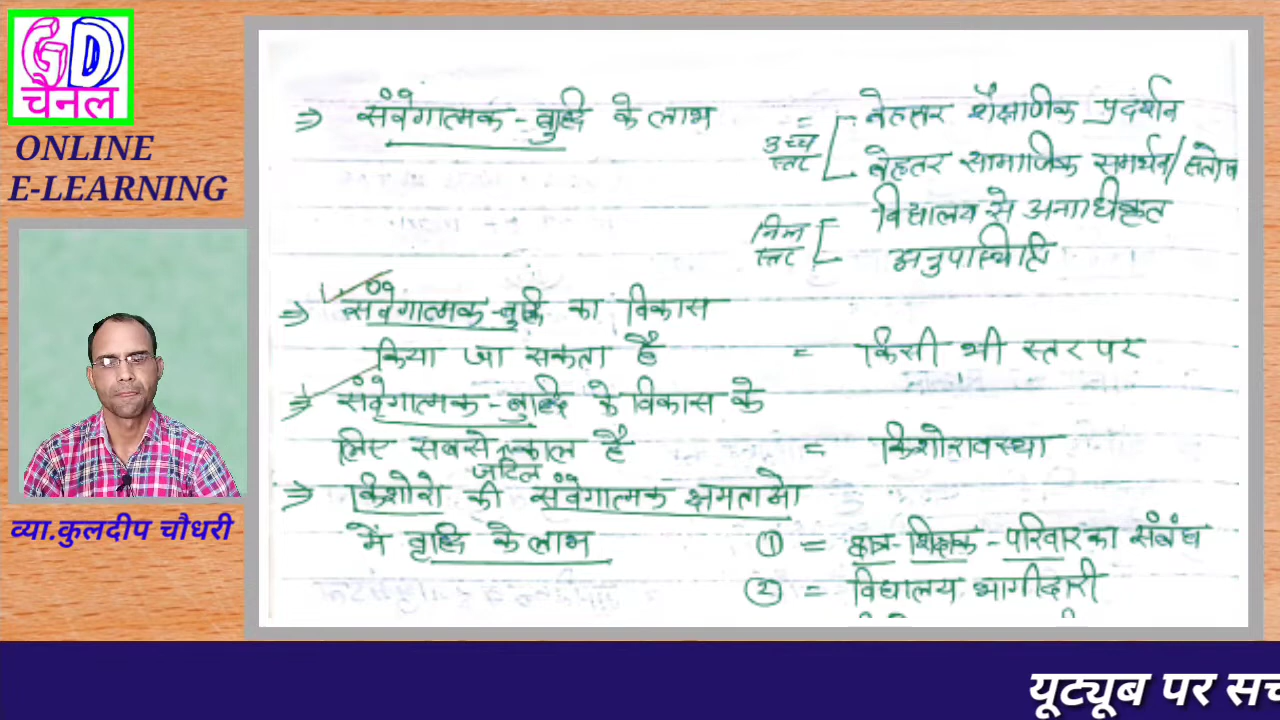 GD
चैनल
ONLINE
E-LEARNING
व्या.कुलदीप चौधरी
⇒ संवेगात्मक-बुद्धि के लाभ =
उच्च स्तर [ बेहतर शैक्षणिक प्रदर्शन
बेहतर सामाजिक समर्थन/संतोष
निम्न स्तर [ विद्यालय से अनाधिकृत
अनुपास्थिति
⇒ संवेगात्मक-बुद्धि का विकास
किया जा सकता है = किसी भी स्तर पर
⇒ संवेगात्मक-बुद्धि के विकास के
लिए सबसे जटिल काल है = किशोरावस्था
⇒ किशोरो की संवेगात्मक क्षमताओ
में वृद्धि के लाभ ① = छात्र-शिक्षक-परिवार का संबंध
② = विद्यालय भागीदारी
यूट्यूब पर सच